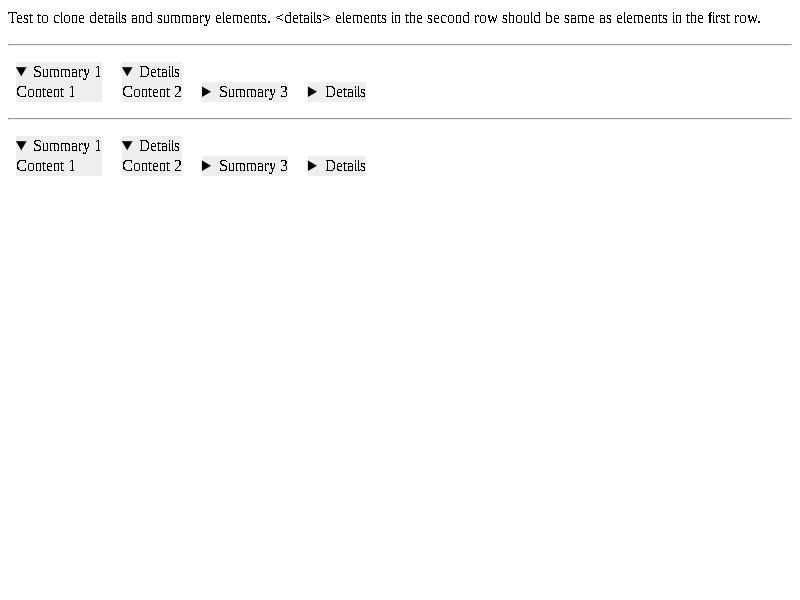 Test to clone details and summary elements. <details> elements in the second row should be same as elements in the first row.
▼ Summary 1 ▼ Details
Content 1 Content 2 ▶ Summary 3 ▶ Details
▼ Summary 1 ▼ Details
Content 1 Content 2 ▶ Summary 3 ▶ Details